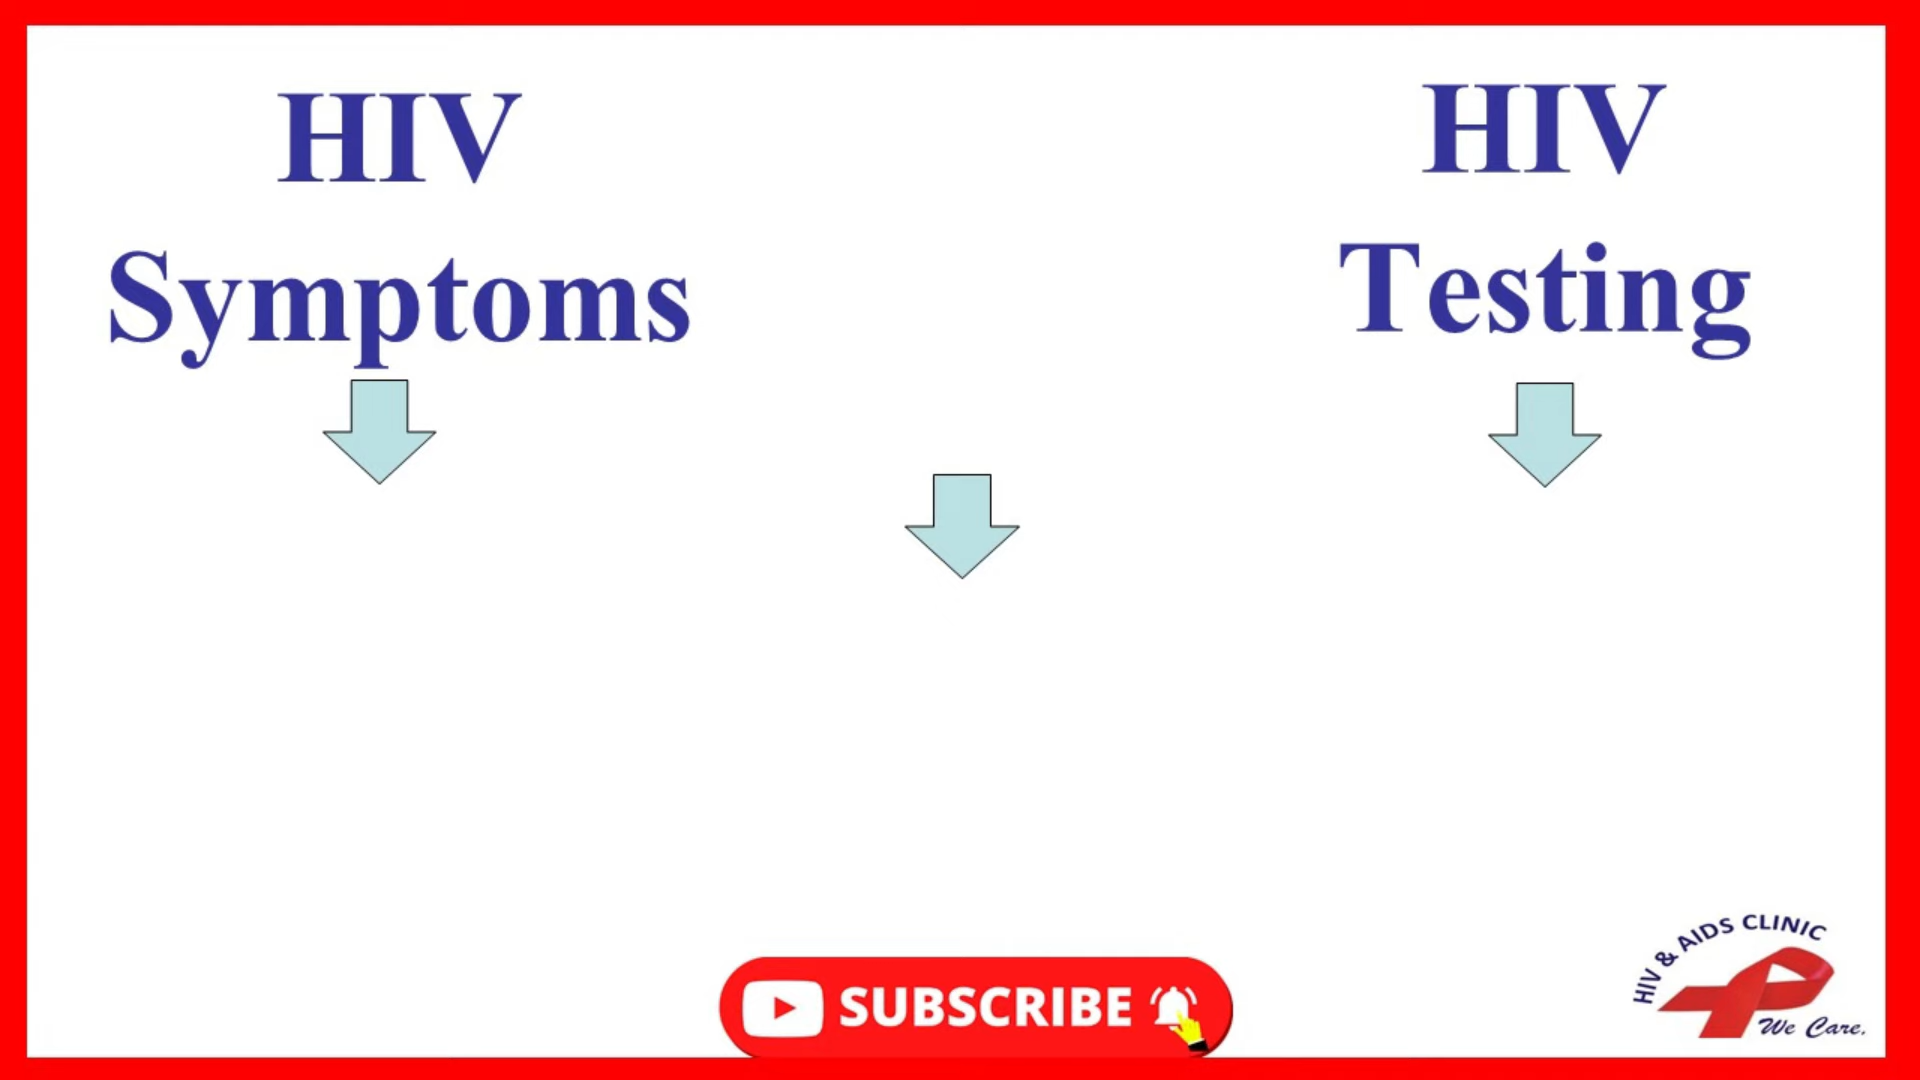 HIV
Symptoms
HIV
Testing
SUBSCRIBE
HIV & AIDS CLINIC
We Care.